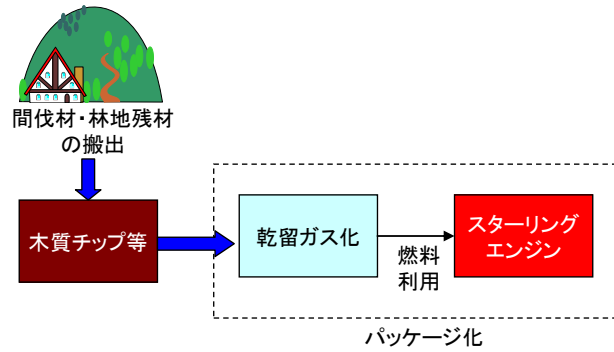 間伐材・林地残材
の搬出
木質チップ等
乾留ガス化
燃料
利用
スターリング
エンジン
パッケージ化